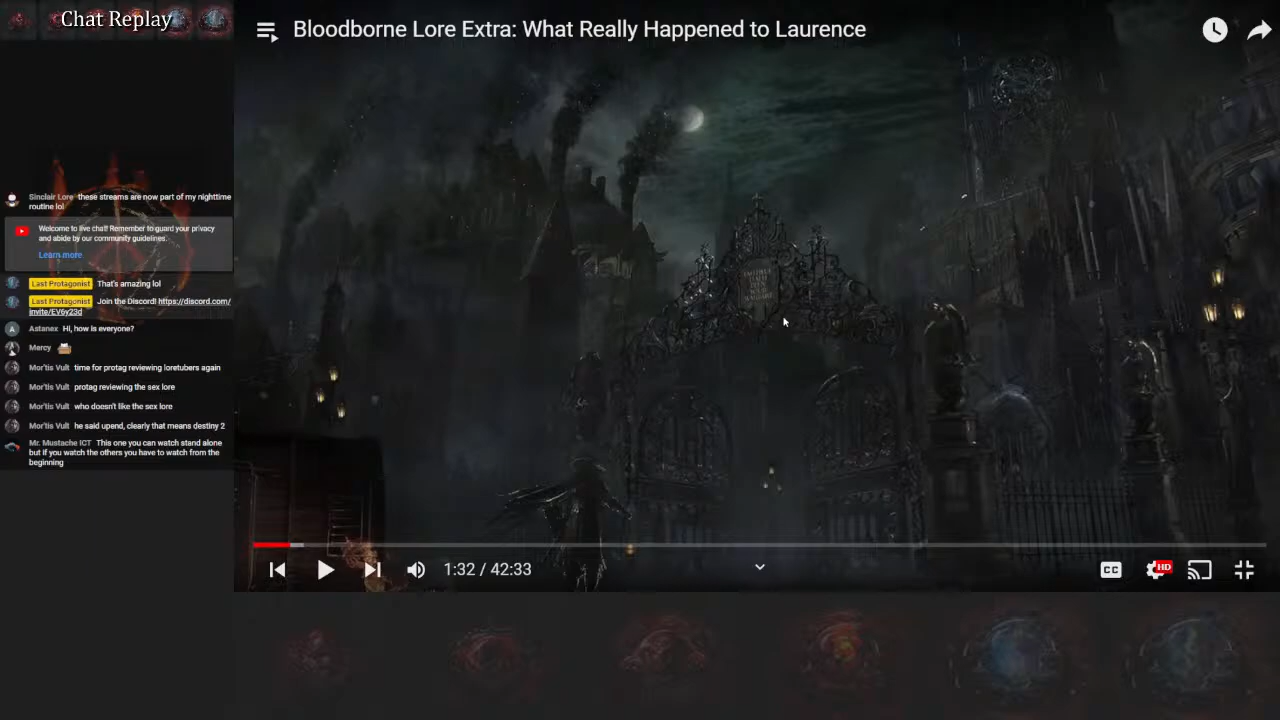 Chat Replay
Bloodborne Lore Extra: What Really Happened to Laurence
Sinclair Lore these streams are now part of my nighttime
routine lol
Welcome to live chat! Remember to guard your privacy
and abide by our community guidelines.
Learn more
Last Protagonist That's amazing lol
Last Protagonist Join the Discord! https://discord.com/
invite/EV6y23d
A Astanex Hi, how is everyone?
Mercy
Mor'tis Vult time for protag reviewing loretubers again
Mor'tis Vult protag reviewing the sex lore
Mor'tis Vult who doesn't like the sex lore
Mor'tis Vult he said upend, clearly that means destiny 2
Mr. Mustache ICT This one you can watch stand alone
but if you watch the others you have to watch from the
beginning
1:32 / 42:33
CC
HD